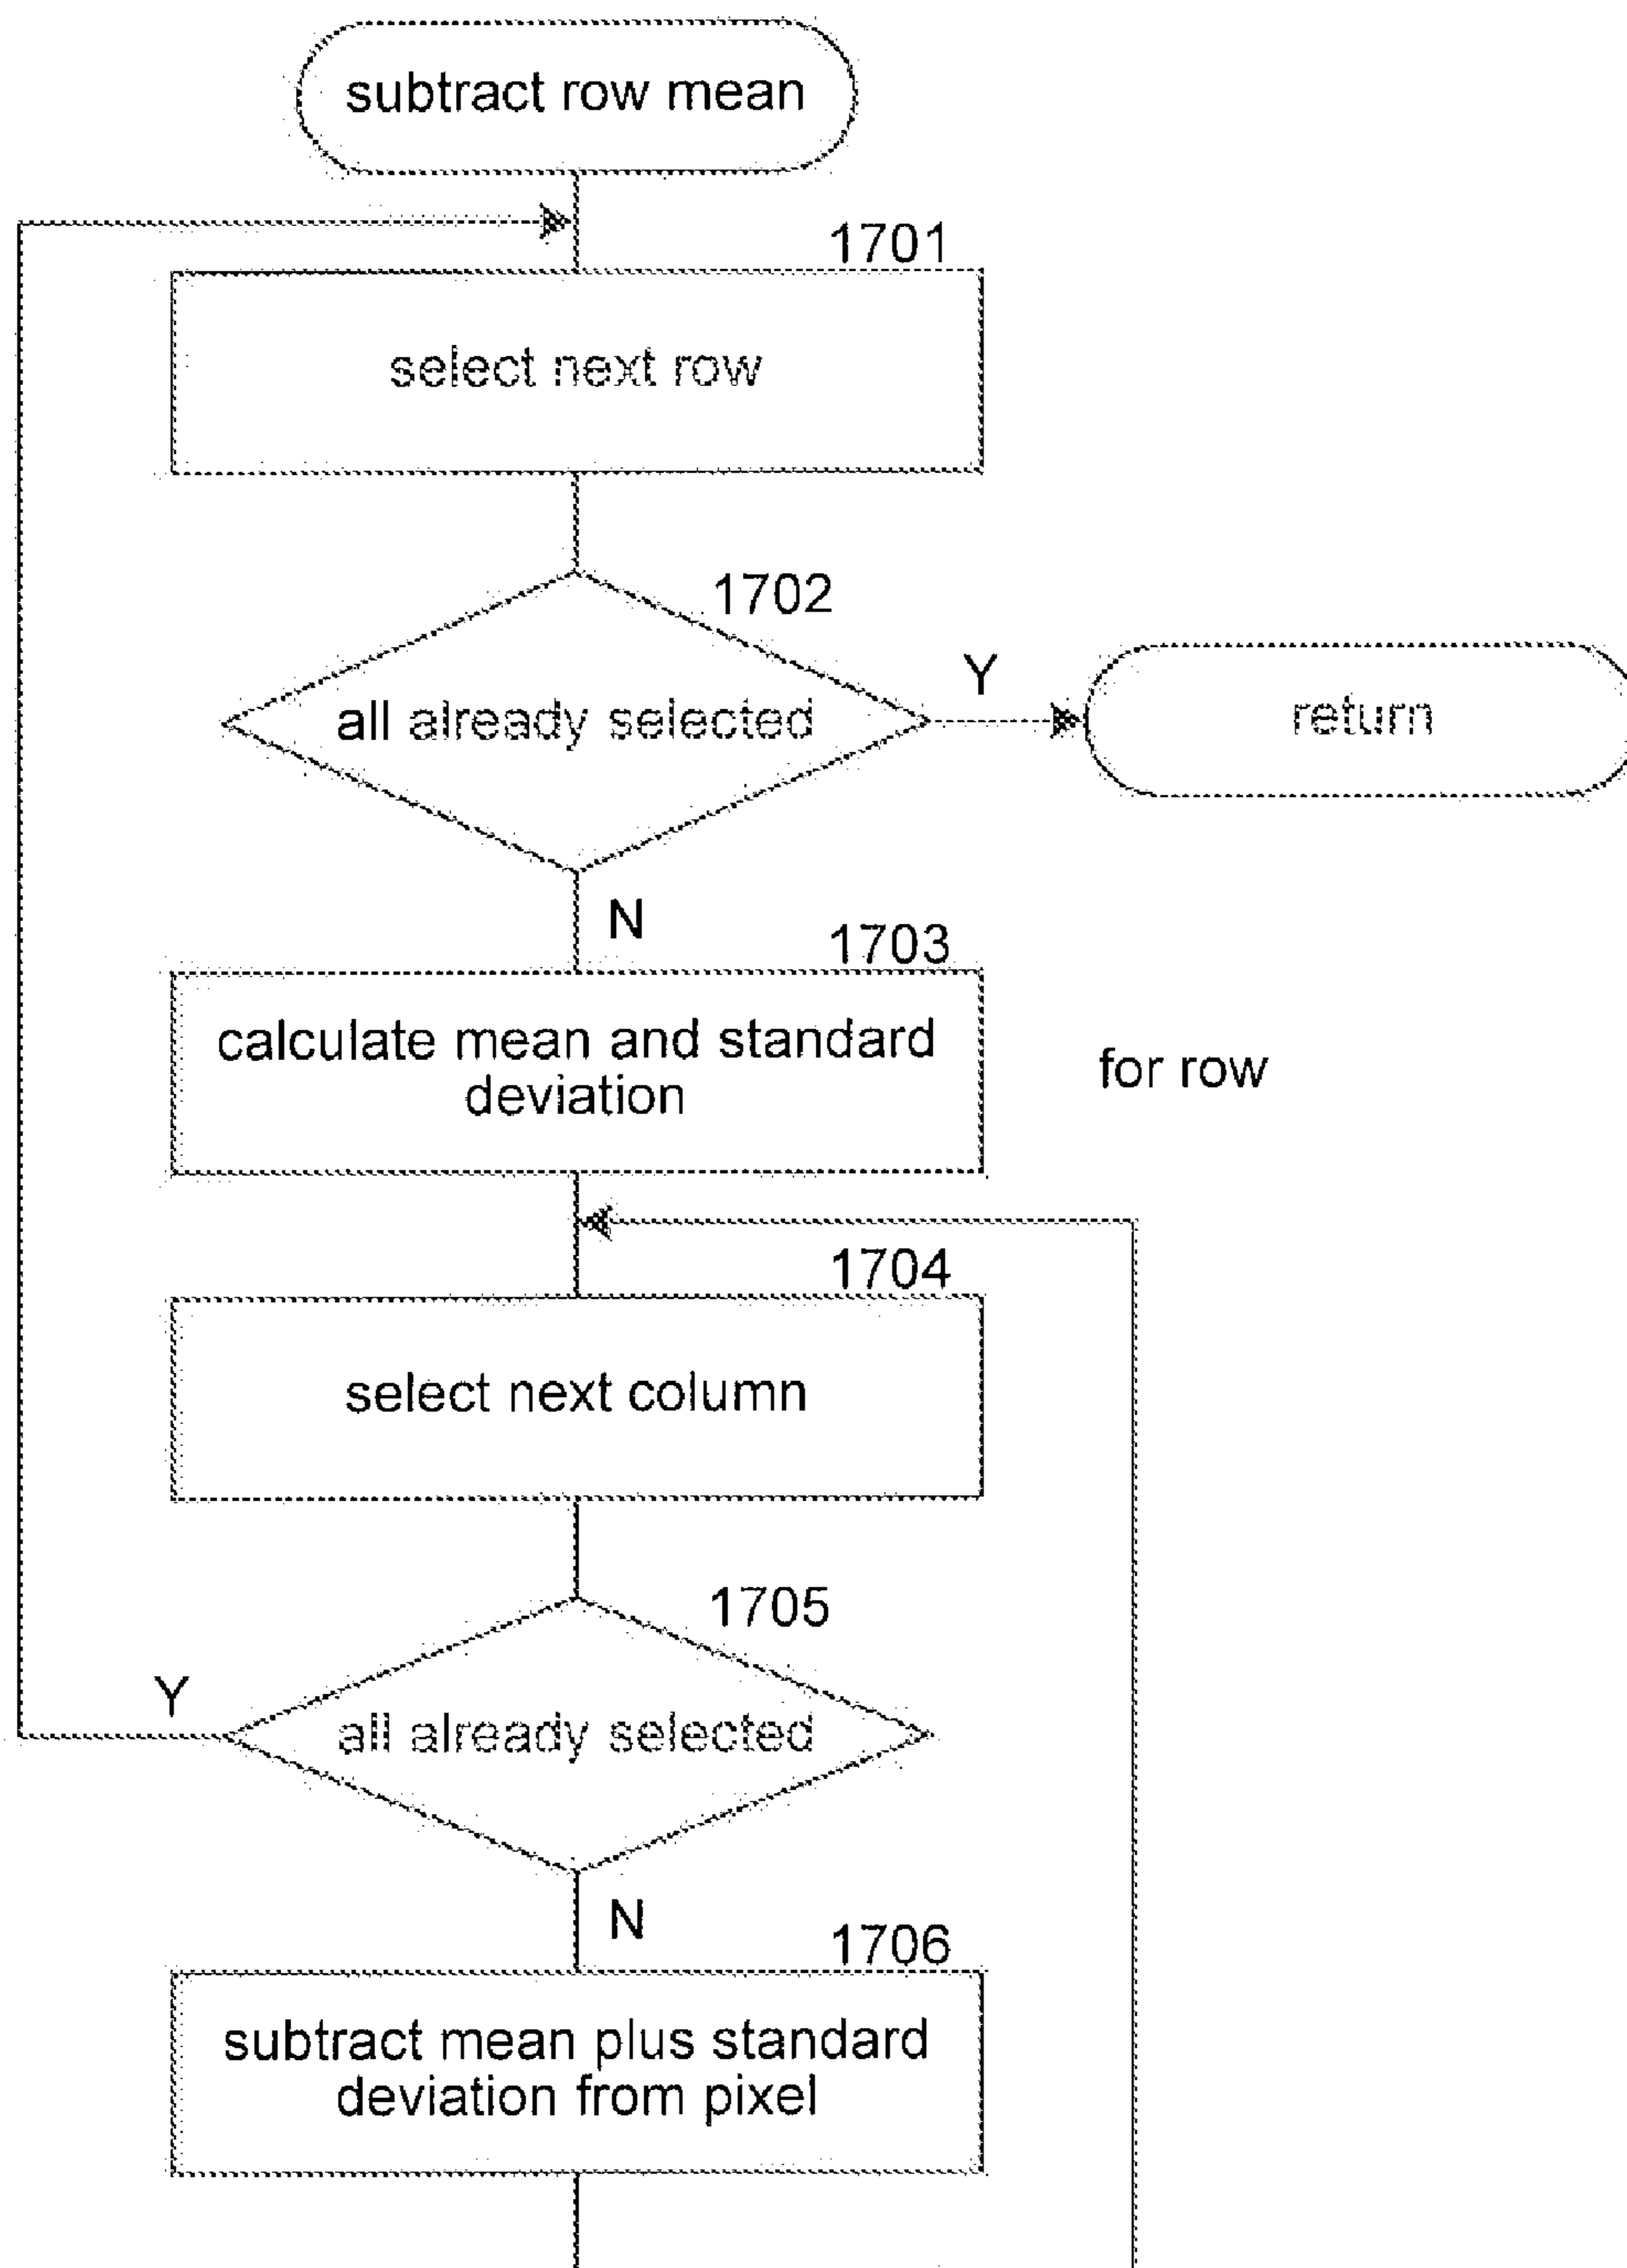 subtract row mean
1701
select next row
1702
all already selected
Y
return
N
1703
calculate mean and standard
deviation
for row
1704
select next column
1705
Y
all already selected
N
1706
subtract mean plus standard
deviation from pixel